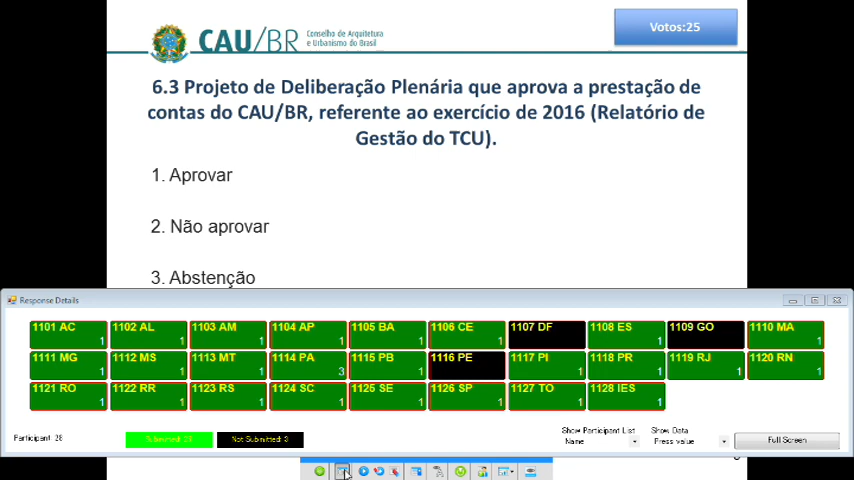 CAU/BR Conselho de Arquitetura
e Urbanismo do Brasil
Votos:25
6.3 Projeto de Deliberação Plenária que aprova a prestação de
contas do CAU/BR, referente ao exercício de 2016 (Relatório de
Gestão do TCU).
1. Aprovar
2. Não aprovar
3. Abstenção
Response Details
1101 AC 1 1102 AL 1 1103 AM 1 1104 AP 1 1105 BA 1 1106 CE 1 1107 DF 1108 ES 1 1109 GO 1110 MA 1
1111 MG 1 1112 MS 1 1113 MT 1 1114 PA 3 1115 PB 1 1116 PE 1117 PI 1 1118 PR 1 1119 RJ 1 1120 RN 1
1121 RO 1 1122 RR 1 1123 RS 1 1124 SC 1 1125 SE 1 1126 SP 1 1127 TO 1 1128 IES 1
Participant: 28
Submitted: 25
Not Submitted: 3
Show Participant List
Name
Show Data
Press value
Full Screen